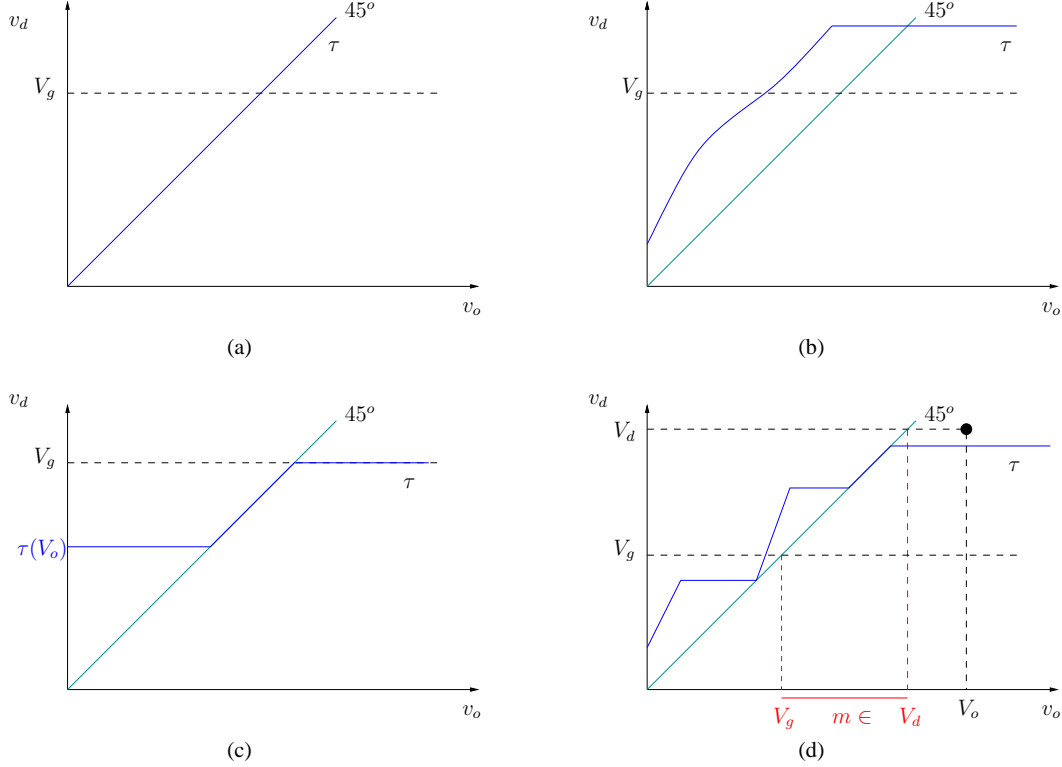 v_d
45^o
τ
V_g
v_o
(a)
v_d
45^o
τ
V_g
v_o
(b)
v_d
45^o
V_g
τ
τ(V_o)
v_o
(c)
v_d
45^o
V_d
τ
V_g
V_g m ∈ V_d V_o v_o
(d)